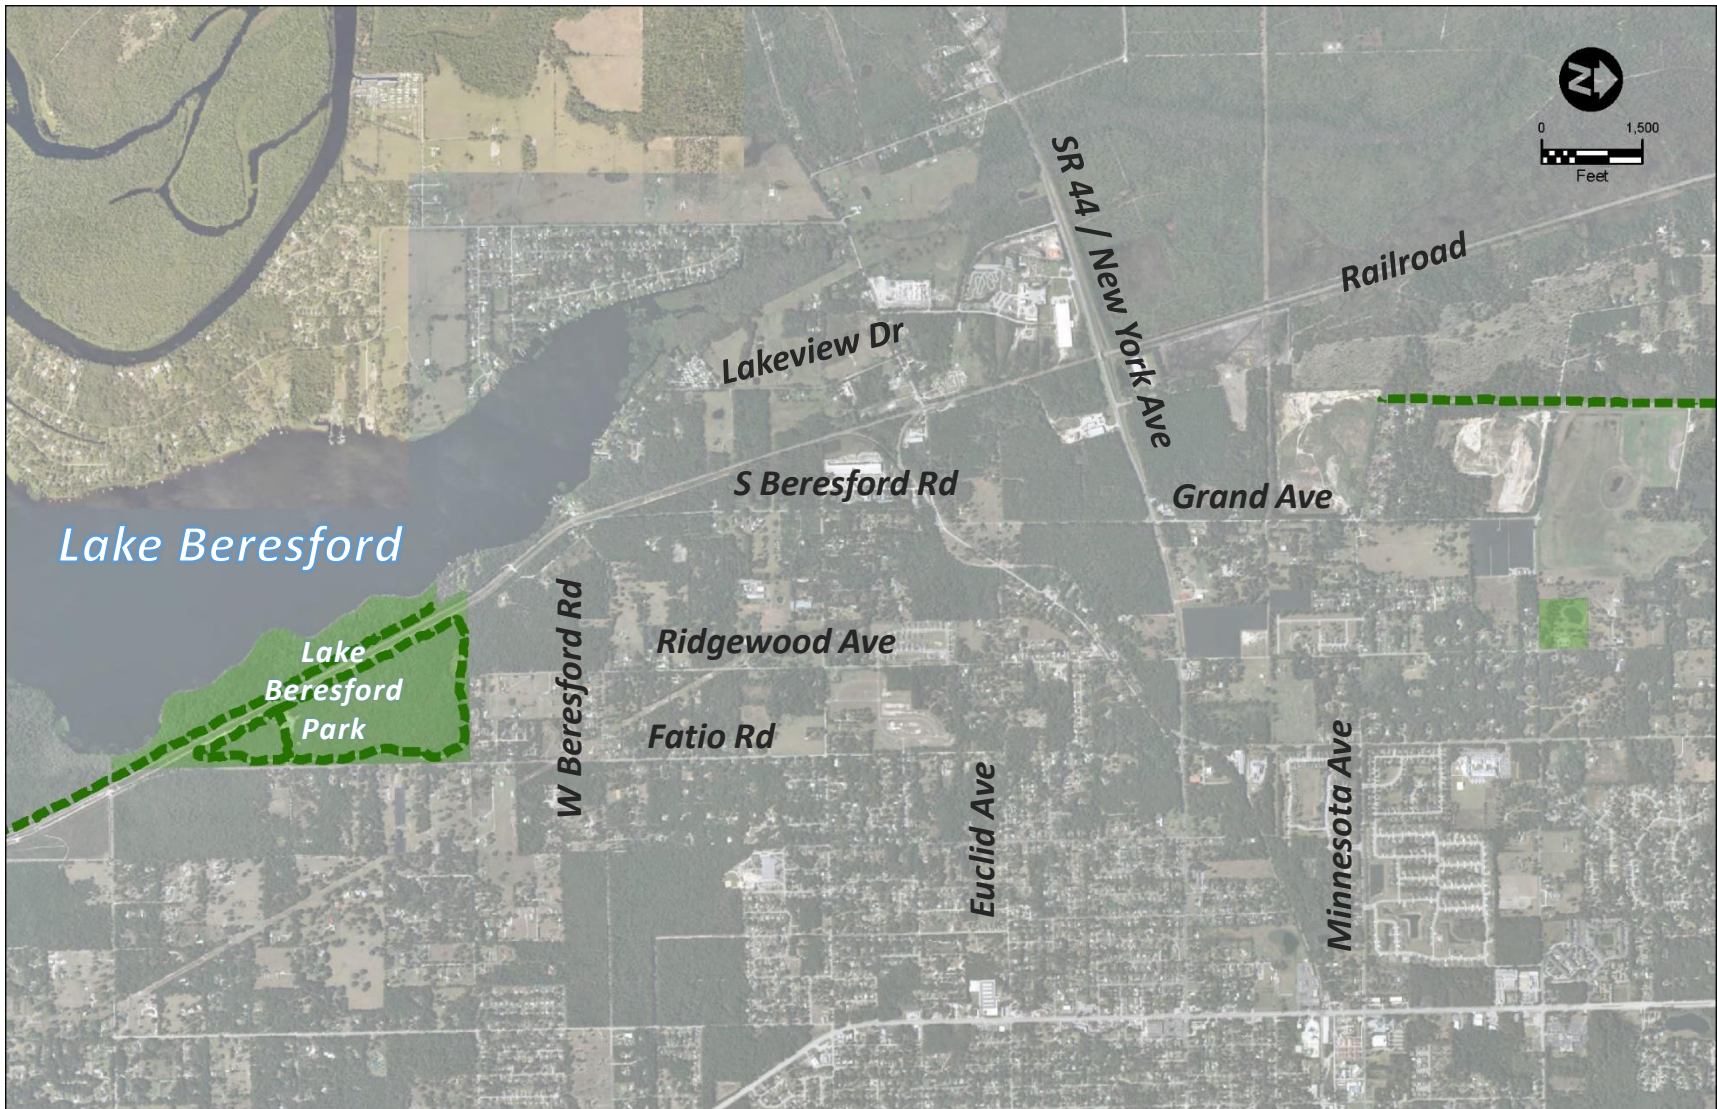 N
0 1,500
Feet
SR 44 / New York Ave
Railroad
Lakeview Dr
S Beresford Rd
Grand Ave
Lake Beresford
W Beresford Rd
Ridgewood Ave
Lake
Beresford
Park
Fatio Rd
Euclid Ave
Minnesota Ave